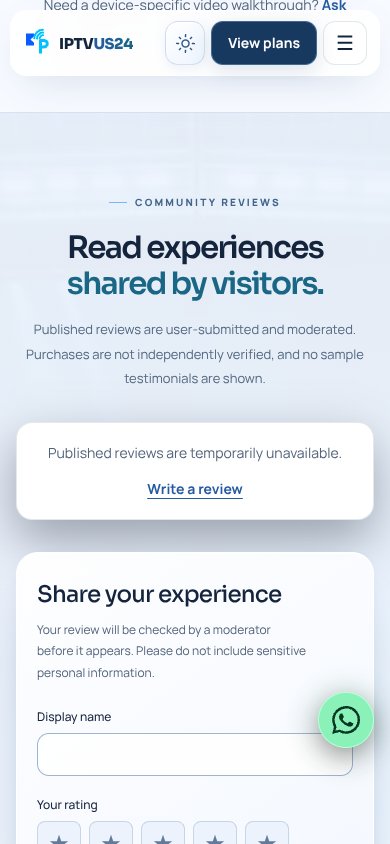 Need a device-specific video walkthrough? Ask
IPTVUS24
View plans
COMMUNITY REVIEWS
Read experiences
shared by visitors.
Published reviews are user-submitted and moderated.
Purchases are not independently verified, and no sample
testimonials are shown.
Published reviews are temporarily unavailable.
Write a review
Share your experience
Your review will be checked by a moderator
before it appears. Please do not include sensitive
personal information.
Display name
Your rating